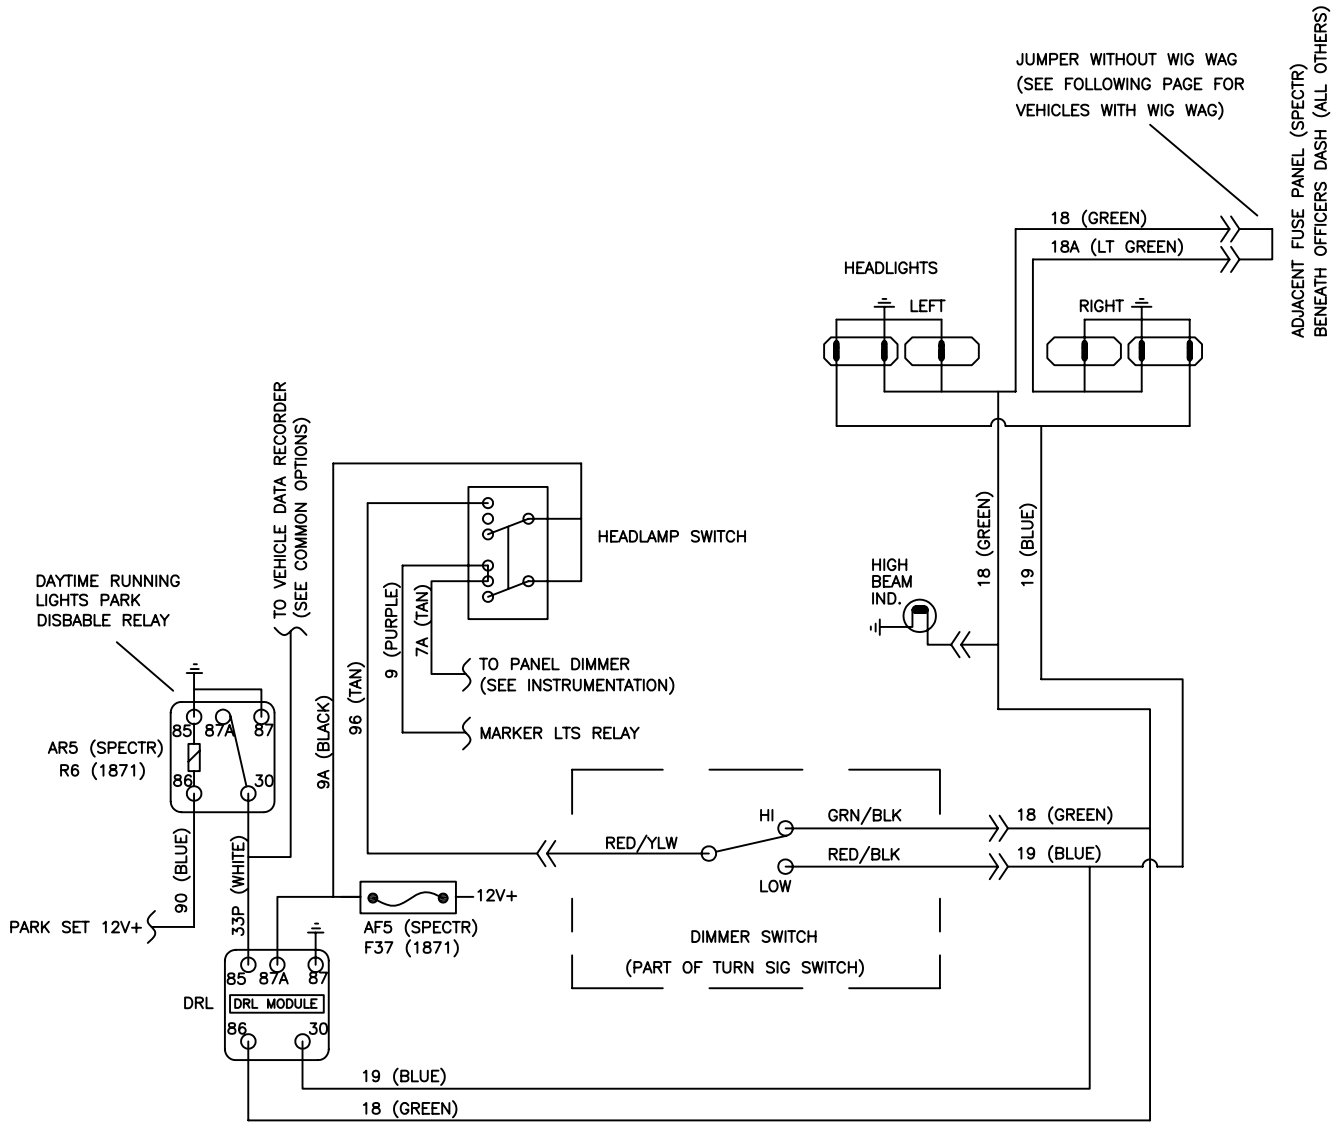 JUMPER WITHOUT WIG WAG
(SEE FOLLOWING PAGE FOR
VEHICLES WITH WIG WAG)
ADJACENT FUSE PANEL (SPECTR)
BENEATH OFFICERS DASH (ALL OTHERS)
18 (GREEN)
18A (LT GREEN)
HEADLIGHTS
LEFT
RIGHT
TO VEHICLE DATA RECORDER
(SEE COMMON OPTIONS)
HEADLAMP SWITCH
18 (GREEN)
19 (BLUE)
HIGH
BEAM
IND.
DAYTIME RUNNING
LIGHTS PARK
DISBABLE RELAY
9 (PURPLE)
7A (TAN)
TO PANEL DIMMER
(SEE INSTRUMENTATION)
MARKER LTS RELAY
96 (TAN)
9A (BLACK)
85
87A
87
AR5 (SPECTR)
R6 (1871)
86
30
HI
GRN/BLK
18 (GREEN)
RED/YLW
RED/BLK
19 (BLUE)
LOW
90 (BLUE)
33P (WHITE)
12V+
PARK SET 12V+
AF5 (SPECTR)
F37 (1871)
DIMMER SWITCH
(PART OF TURN SIG SWITCH)
85
87A
87
DRL
DRL MODULE
86
30
19 (BLUE)
18 (GREEN)